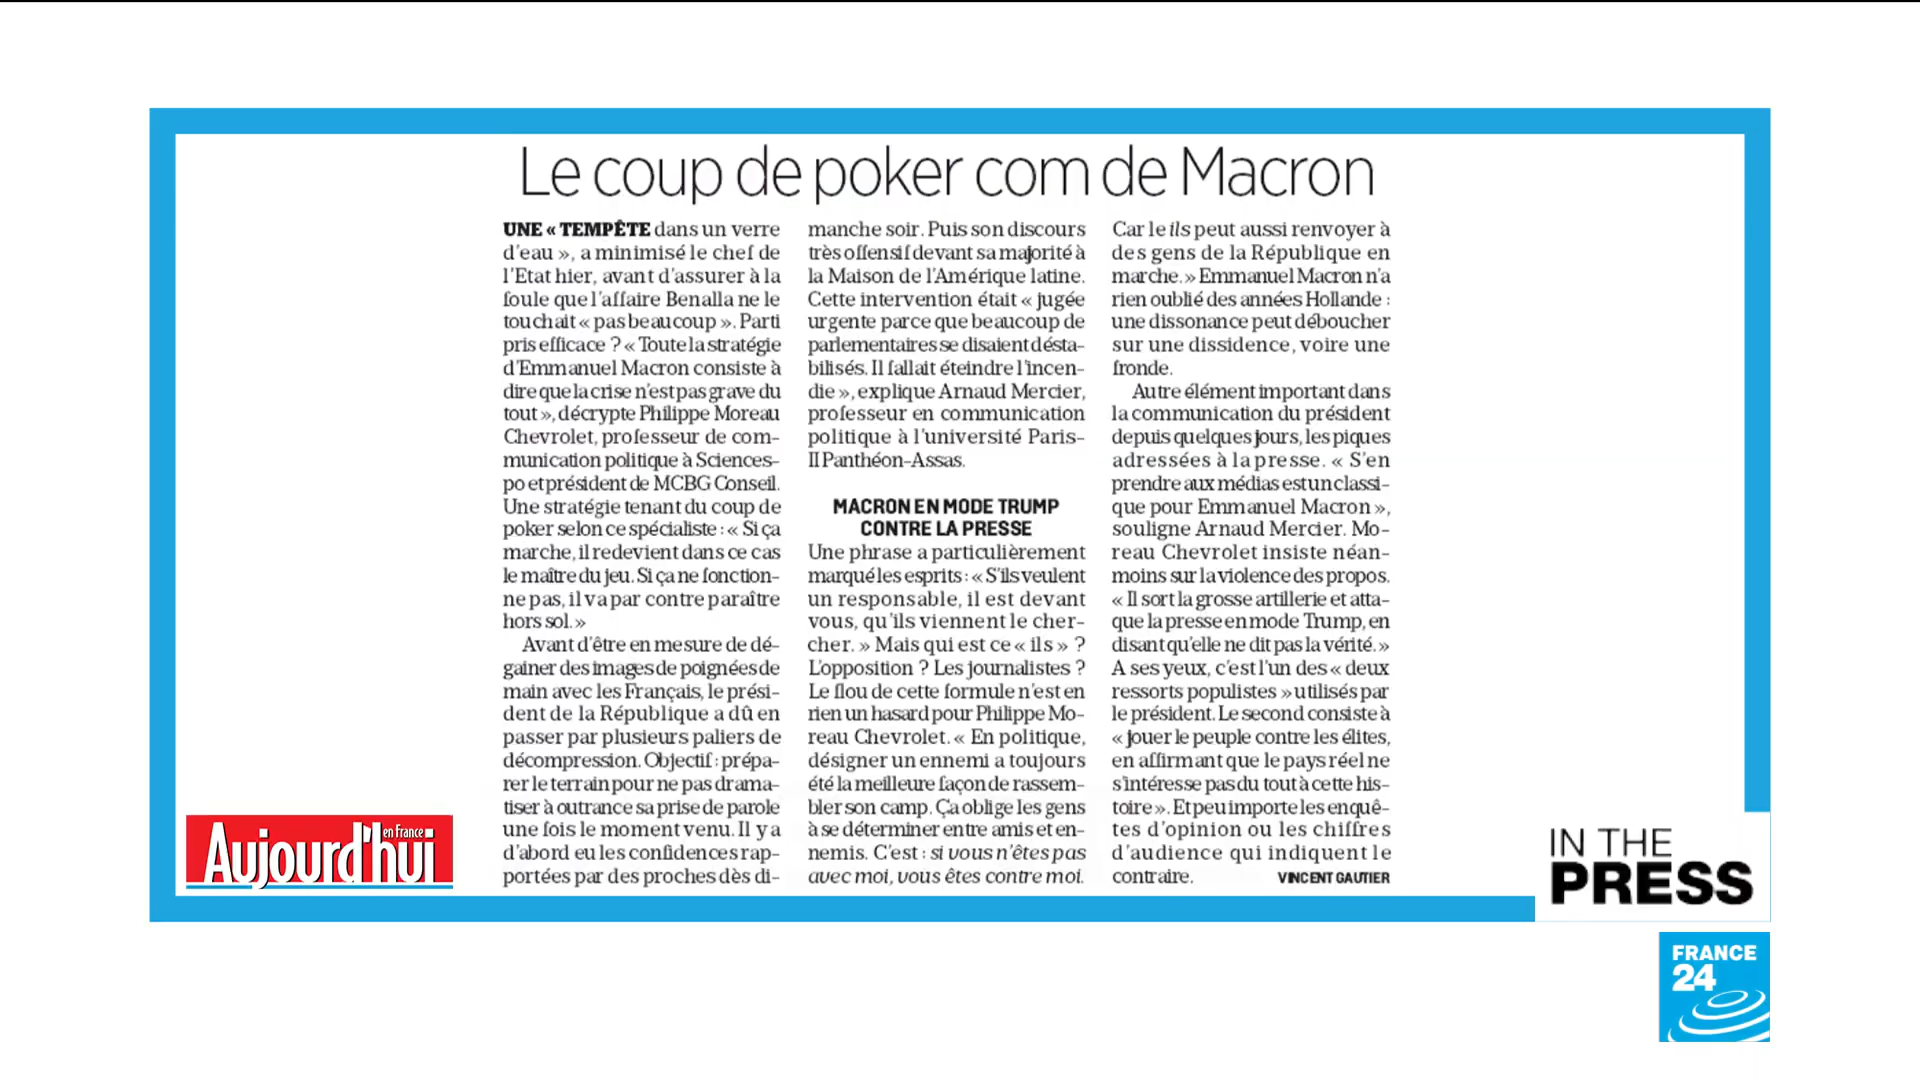 Le coup de poker com de Macron
UNE « TEMPÊTE dans un verre
d'eau », a minimisé le chef de
l'Etat hier, avant d'assurer à la
foule que l'affaire Benalla ne le
touchait « pas beaucoup ». Parti
pris efficace ? « Toute la stratégie
d'Emmanuel Macron consiste à
dire que la crise n'est pas grave du
tout », décrypte Philippe Moreau
Chevrolet, professeur de com-
munication politique à Sciences-
po et président de MCBG Conseil.
Une stratégie tenant du coup de
poker selon ce spécialiste : « Si ça
marche, il redevient dans ce cas
le maître du jeu. Si ça ne fonction-
ne pas, il va par contre paraître
hors sol. »
Avant d'être en mesure de dé-
gainer des images de poignées de
main avec les Français, le prési-
dent de la République a dû en
passer par plusieurs paliers de
décompression. Objectif : prépa-
rer le terrain pour ne pas drama-
tiser à outrance sa prise de parole
une fois le moment venu. Il y a
d'abord eu les confidences rap-
portées par des proches dès di-
manche soir. Puis son discours
très offensif devant sa majorité à
la Maison de l'Amérique latine.
Cette intervention était « jugée
urgente parce que beaucoup de
parlementaires se disaient désta-
bilisés. Il fallait éteindre l'incen-
die », explique Arnaud Mercier,
professeur en communication
politique à l'université Paris-
II Panthéon-Assas.
MACRON EN MODE TRUMP
CONTRE LA PRESSE
Une phrase a particulièrement
marqué les esprits : « S'ils veulent
un responsable, il est devant
vous, qu'ils viennent le cher-
cher. » Mais qui est ce « ils » ?
L'opposition ? Les journalistes ?
Le flou de cette formule n'est en
rien un hasard pour Philippe Mo-
reau Chevrolet. « En politique,
désigner un ennemi a toujours
été la meilleure façon de rassem-
bler son camp. Ça oblige les gens
à se déterminer entre amis et en-
nemis. C'est : si vous n'êtes pas
avec moi, vous êtes contre moi.
Car le ils peut aussi renvoyer à
des gens de la République en
marche. » Emmanuel Macron n'a
rien oublié des années Hollande :
une dissonance peut déboucher
sur une dissidence, voire une
fronde.
Autre élément important dans
la communication du président
depuis quelques jours, les piques
adressées à la presse. « S'en
prendre aux médias est un classi-
que pour Emmanuel Macron »,
souligne Arnaud Mercier. Mo-
reau Chevrolet insiste néan-
moins sur la violence des propos.
« Il sort la grosse artillerie et atta-
que la presse en mode Trump, en
disant qu'elle ne dit pas la vérité. »
A ses yeux, c'est l'un des « deux
ressorts populistes » utilisés par
le président. Le second consiste à
« jouer le peuple contre les élites,
en affirmant que le pays réel ne
s'intéresse pas du tout à cette his-
toire ». Et peu importe les enquê-
tes d'opinion ou les chiffres
d'audience qui indiquent le
contraire. VINCENT GAUTIER
Aujourd'hui en France
IN THE
PRESS
FRANCE
24